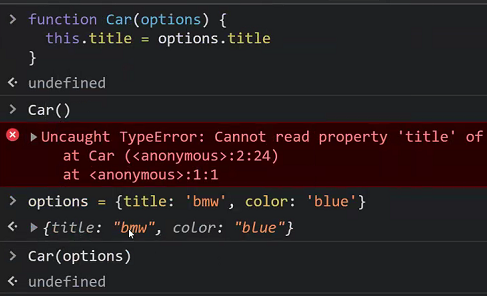 > function Car(options) {
this.title = options.title
}
undefined
> Car()
Uncaught TypeError: Cannot read property 'title' of
at Car (<anonymous>:2:24)
at <anonymous>:1:1
> options = {title: 'bmw', color: 'blue'}
{title: "bmw", color: "blue"}
> Car(options)
undefined